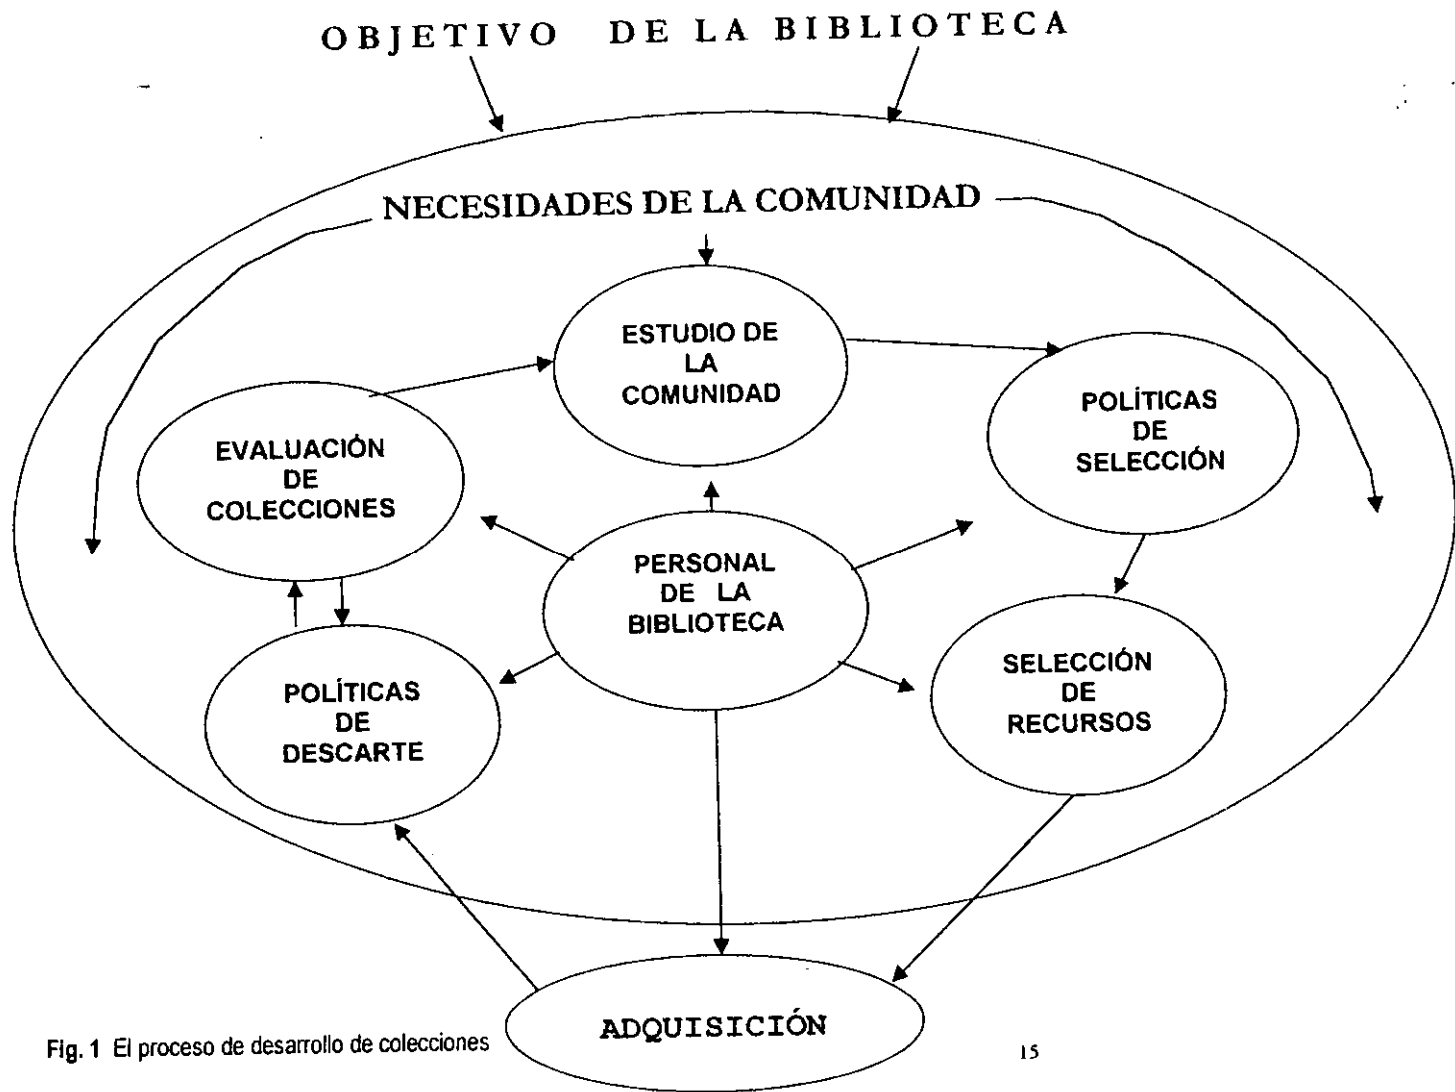 OBJETIVO DE LA BIBLIOTECA
NECESIDADES DE LA COMUNIDAD
ESTUDIO DE
LA
COMUNIDAD
POLÍTICAS
DE
SELECCIÓN
EVALUACIÓN
DE
COLECCIONES
PERSONAL
DE LA
BIBLIOTECA
SELECCIÓN
DE
RECURSOS
POLÍTICAS
DE
DESCARTE
ADQUISICIÓN
Fig. 1 El proceso de desarrollo de colecciones
15